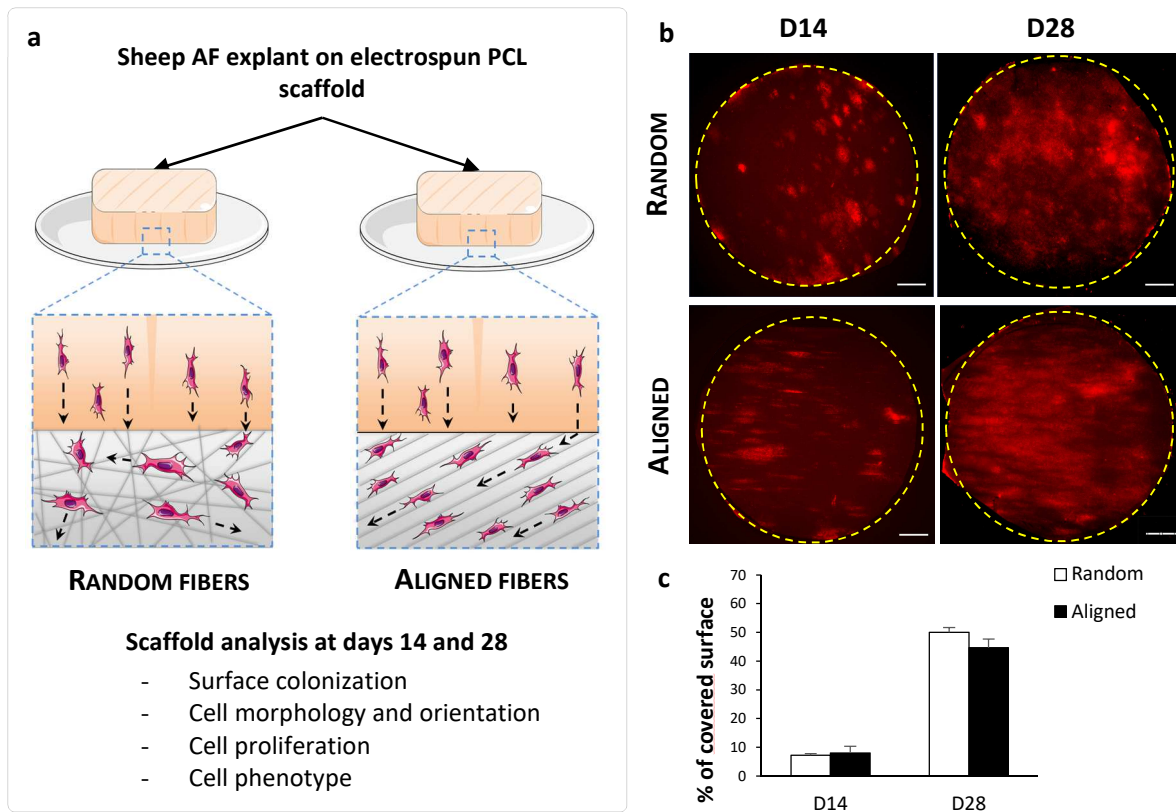 a
Sheep AF explant on electrospun PCL
scaffold
RANDOM FIBERS
ALIGNED FIBERS
Scaffold analysis at days 14 and 28
- Surface colonization
- Cell morphology and orientation
- Cell proliferation
- Cell phenotype
b
D14
D28
RANDOM
ALIGNED
c
% of covered surface
70
60
50
40
30
20
10
0
D14
D28
Random
Aligned